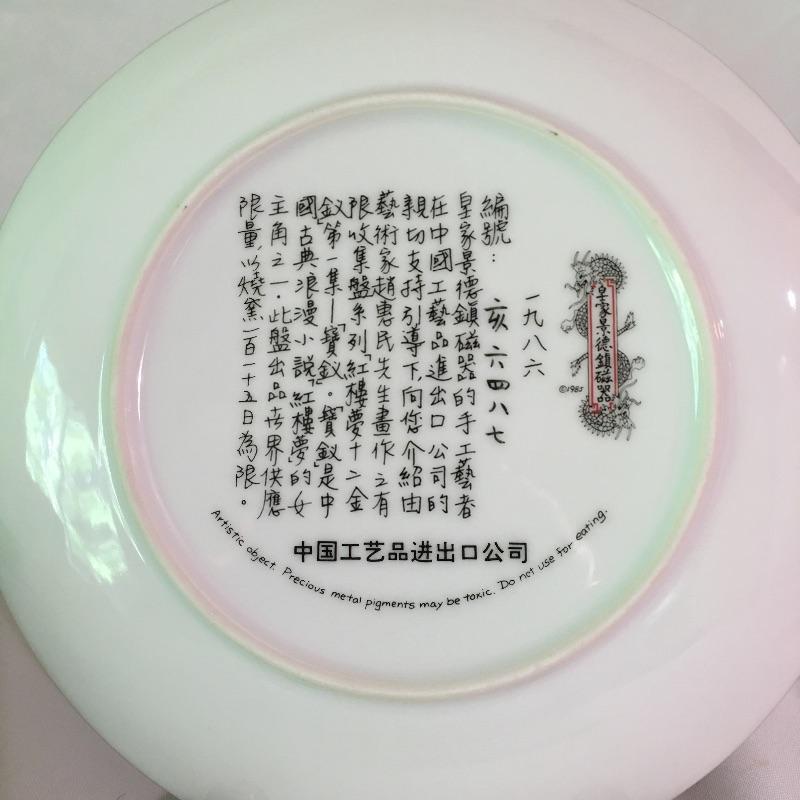 皇家景德鎮磁器
©1985
一九八六
編號：亥六四八七
皇家景德鎮磁器的手工藝者
在中國工藝品進出口公司的
親切支持引導下，向您介紹由
藝術家趙惠民先生畫作之有
限收集盤系列「紅樓夢十二金
釵」第一集—「寶釵」。「寶釵」是中
國古典浪漫小説「紅樓夢」的女
主角之一．此盤出品世界供應
限量，以燒窯一百一十五日為限。
中国工艺品进出口公司
Artistic object. Precious metal pigments may be toxic. Do not use for eating.